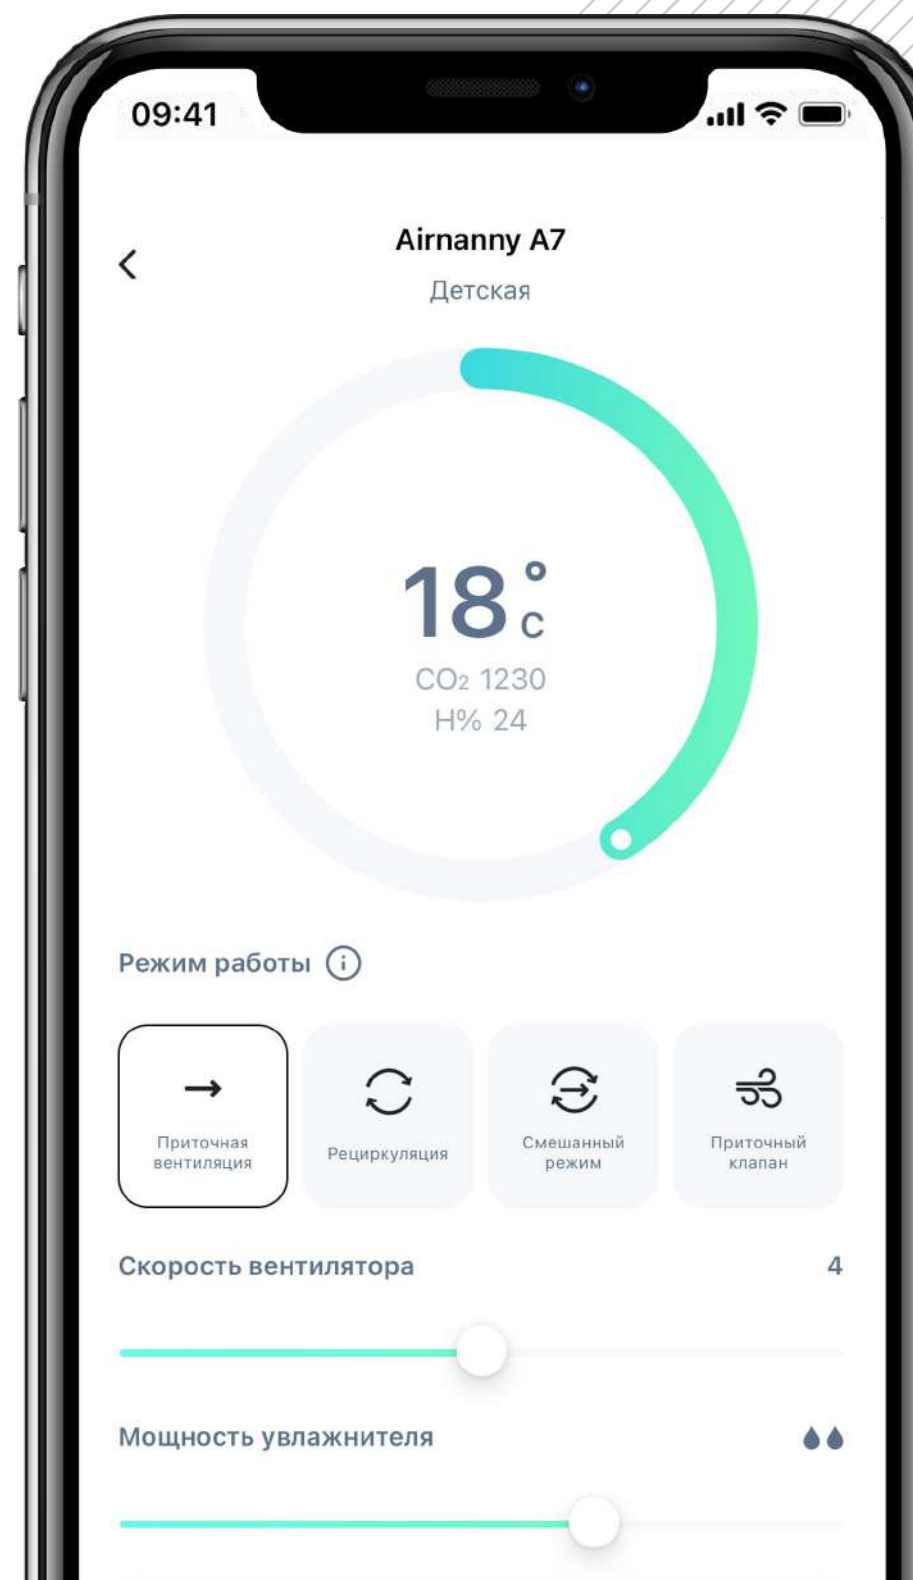 09:41
Airnanny A7
Детская
18 °C
CO₂ 1230
H% 24
Режим работы
Приточная
вентиляция
Рециркуляция
Смешанный
режим
Приточный
клапан
Скорость вентилятора 4
Мощность увлажнителя